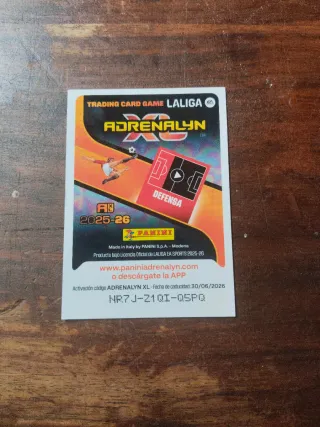 TRADING CARD GAME LALIGA
ADRENALYN
XL
DEFENSA
2025-26
PANINI
Made in Italy by PANINI S.p.A. - Modena
Producto bajo Licencia Oficial de LALIGA EA SPORTS 2025-26
www.paniniadrenalyn.com
o descárgate la APP
Activación código ADRENALYN XL - Fecha de caducidad: 30/06/2026
NR7J-Z1QI-Q5PQ